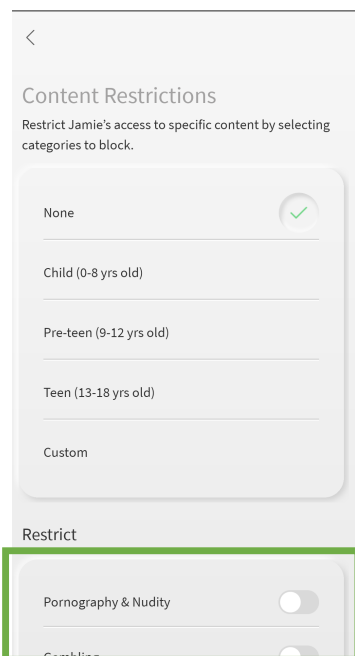 Content Restrictions
Restrict Jamie's access to specific content by selecting
categories to block.
None
Child (0-8 yrs old)
Pre-teen (9-12 yrs old)
Teen (13-18 yrs old)
Custom
Restrict
Pornography & Nudity
Gambling